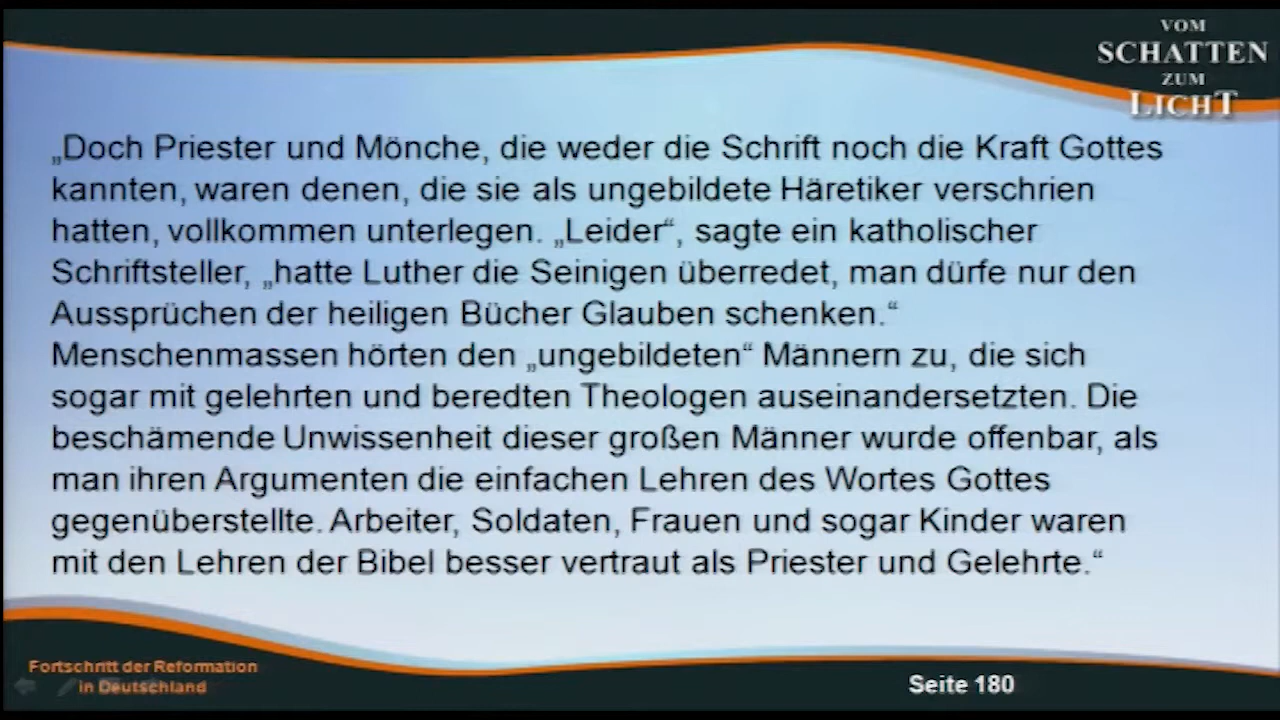 VOM
SCHATTEN
ZUM
LICHT
„Doch Priester und Mönche, die weder die Schrift noch die Kraft Gottes
kannten, waren denen, die sie als ungebildete Häretiker verschrien
hatten, vollkommen unterlegen. „Leider“, sagte ein katholischer
Schriftsteller, „hatte Luther die Seinigen überredet, man dürfe nur den
Aussprüchen der heiligen Bücher Glauben schenken.“
Menschenmassen hörten den „ungebildeten“ Männern zu, die sich
sogar mit gelehrten und beredten Theologen auseinandersetzten. Die
beschämende Unwissenheit dieser großen Männer wurde offenbar, als
man ihren Argumenten die einfachen Lehren des Wortes Gottes
gegenüberstellte. Arbeiter, Soldaten, Frauen und sogar Kinder waren
mit den Lehren der Bibel besser vertraut als Priester und Gelehrte.“
Fortschritt der Reformation
in Deutschland
Seite 180